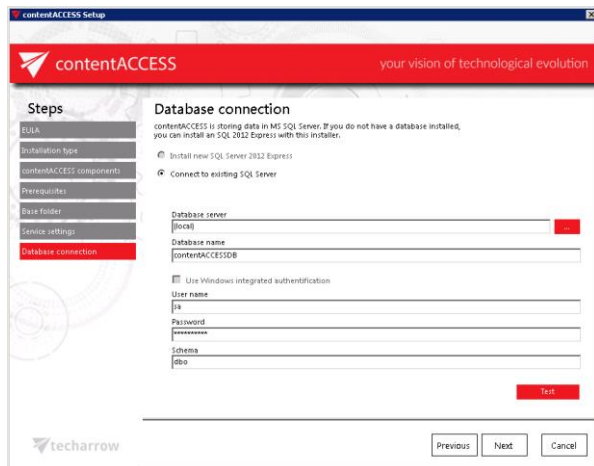 contentACCESS Setup
contentACCESS
your vision of technological evolution
Steps
EULA
Installation type
contentACCESS components
Prerequisites
Base folder
Service settings
Database connection
Database connection
contentACCESS is storing data in MS SQL Server. If you do not have a database installed,
you can install an SQL 2012 Express with this installer.
Install new SQL Server 2012 Express
Connect to existing SQL Server
Database server
(local)
...
Database name
contentACCESSDB
Use Windows integrated authentification
User name
sa
Password
**********
Schema
dbo
Test
techarrow
Previous
Next
Cancel